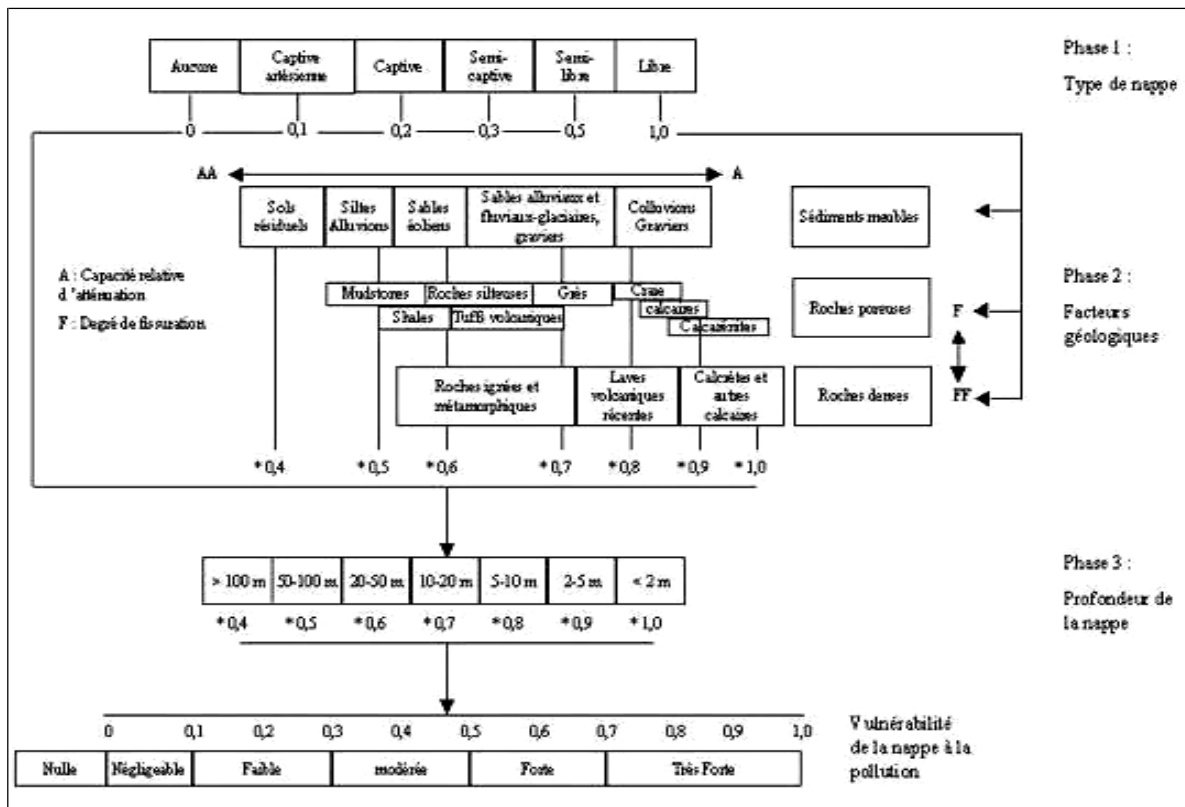 Phase 1 :
Type de nappe
Aucune
Captive
artésienne
Captive
Semi-
captive
Semi-
libre
Libre
0
0,1
0,2
0,3
0,5
1,0
AA
A
Sols
résiduels
Siltes
Alluvions
Sables
éoliens
Sables alluviaux et
fluviaux-glaciaires,
graviers
Colluvions
Graviers
Sédiments meubles
A : Capacité relative
d 'atténuation
F : Degré de fissuration
Mudstones
Roches silteuses
Grès
Craie
calcaires
Calcarénites
Shales
Tuffs volcaniques
Roches poreuses
F
Phase 2 :
Facteurs
géologiques
Roches ignées et
métamorphiques
Laves
volcaniques
récentes
Calcrètes et
autres
calcaires
Roches denses
FF
* 0,4
* 0,5
* 0,6
* 0,7
* 0,8
* 0,9
* 1,0
> 100 m
50-100 m
20-50 m
10-20 m
5-10 m
2-5 m
< 2 m
* 0,4
* 0,5
* 0,6
* 0,7
* 0,8
* 0,9
* 1,0
Phase 3 :
Profondeur de
la nappe
0
0,1
0,2
0,3
0,4
0,5
0,6
0,7
0,8
0,9
1,0
Nulle
Négligeable
Faible
modérée
Forte
Très Forte
Vulnérabilité
de la nappe à la
pollution